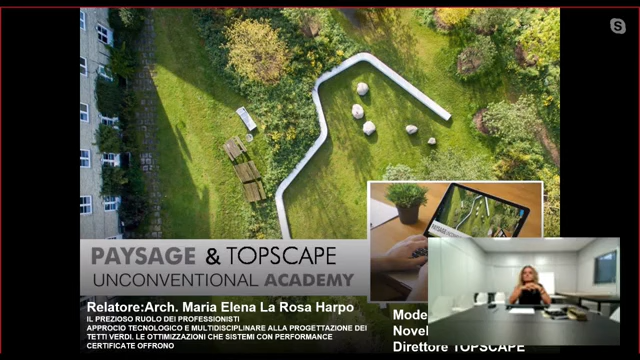 PAYSAGE & TOPSCAPE
UNCONVENTIONAL ACADEMY
Relatore:Arch. Maria Elena La Rosa Harpo
IL PREZIOSO RUOLO DEI PROFESSIONISTI
APPROCIO TECNOLOGICO E MULTIDISCIPLINARE ALLA PROGETTAZIONE DEI
TETTI VERDI. LE OTTIMIZZAZIONI CHE SISTEMI CON PERFORMANCE
CERTIFICATE OFFRONO
Mode
Novel
Direttore TOPSCAPE